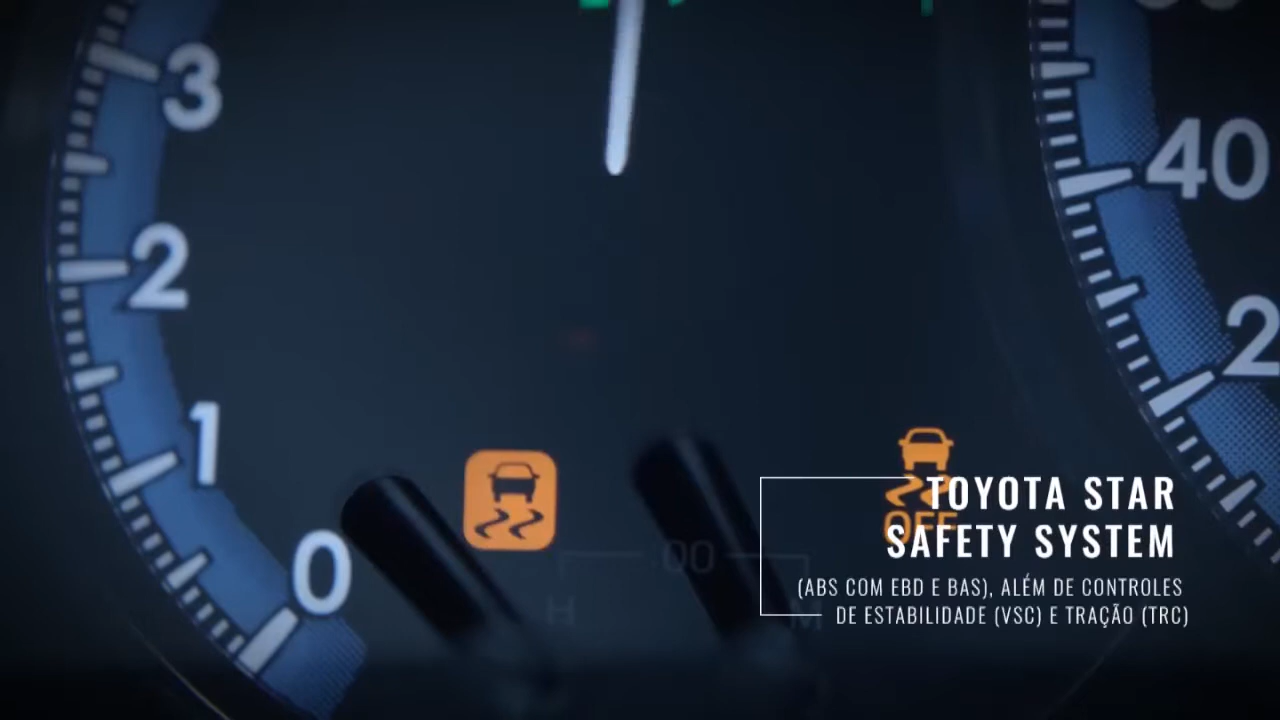 3
40
2
2
1
0
OFF
TOYOTA STAR
SAFETY SYSTEM
:00
(ABS COM EBD E BAS), ALÉM DE CONTROLES
DE ESTABILIDADE (VSC) E TRAÇÃO (TRC)
H